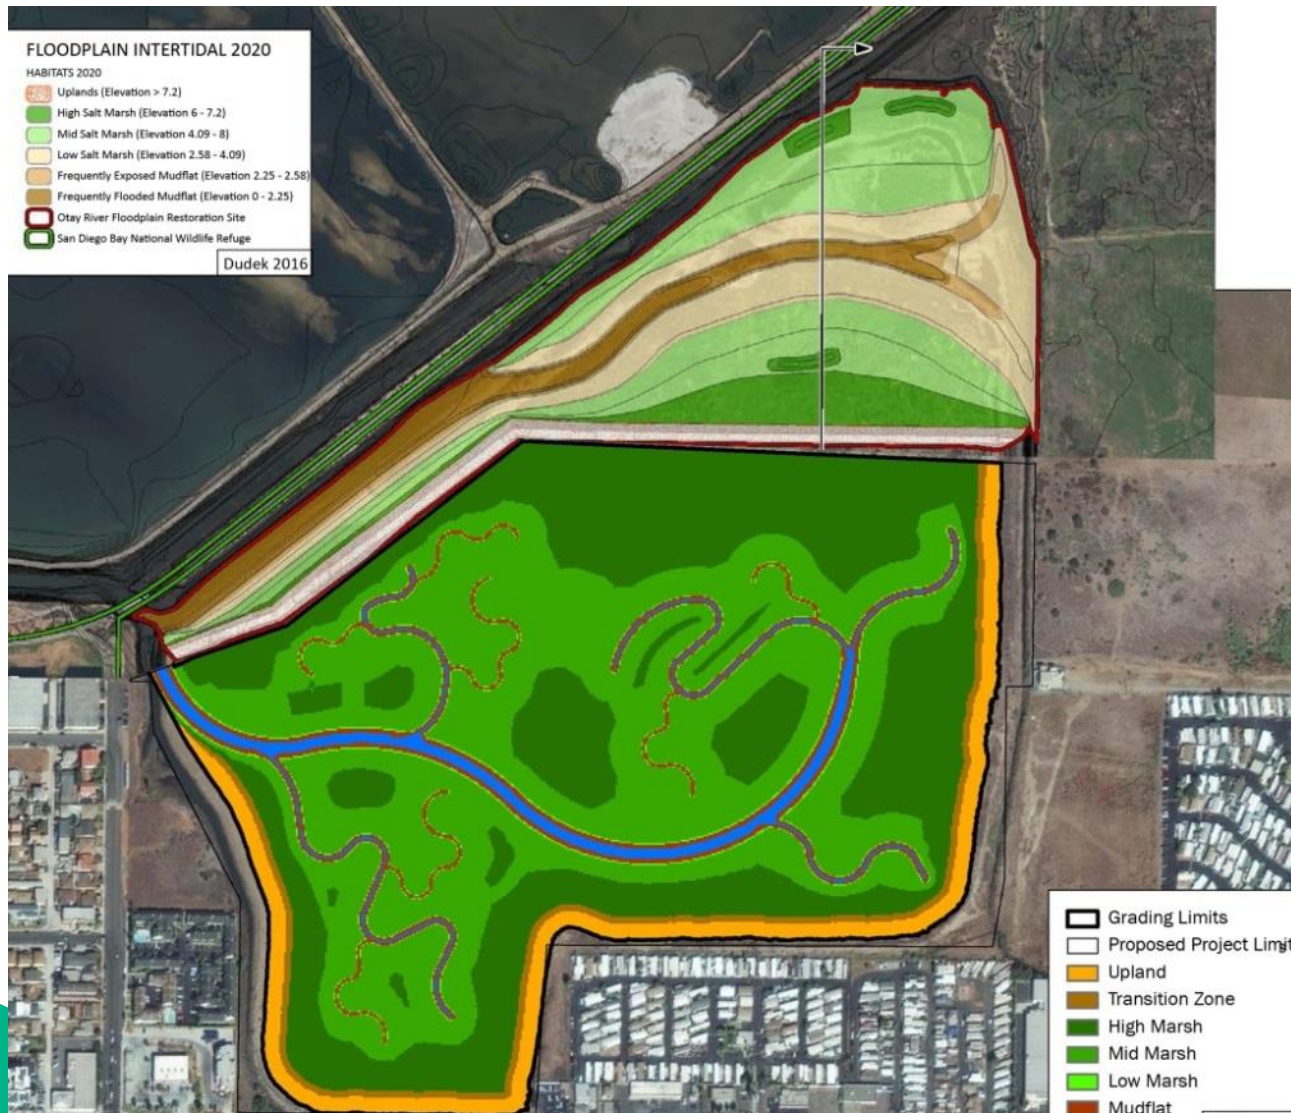 FLOODPLAIN INTERTIDAL 2020
HABITATS 2020
Uplands (Elevation > 7.2)
High Salt Marsh (Elevation 6 - 7.2)
Mid Salt Marsh (Elevation 4.09 - 8)
Low Salt Marsh (Elevation 2.58 - 4.09)
Frequently Exposed Mudflat (Elevation 2.25 - 2.58)
Frequently Flooded Mudflat (Elevation 0 - 2.25)
Otay River Floodplain Restoration Site
San Diego Bay National Wildlife Refuge
Dudek 2016
Grading Limits
Proposed Project Limit
Upland
Transition Zone
High Marsh
Mid Marsh
Low Marsh
Mudflat